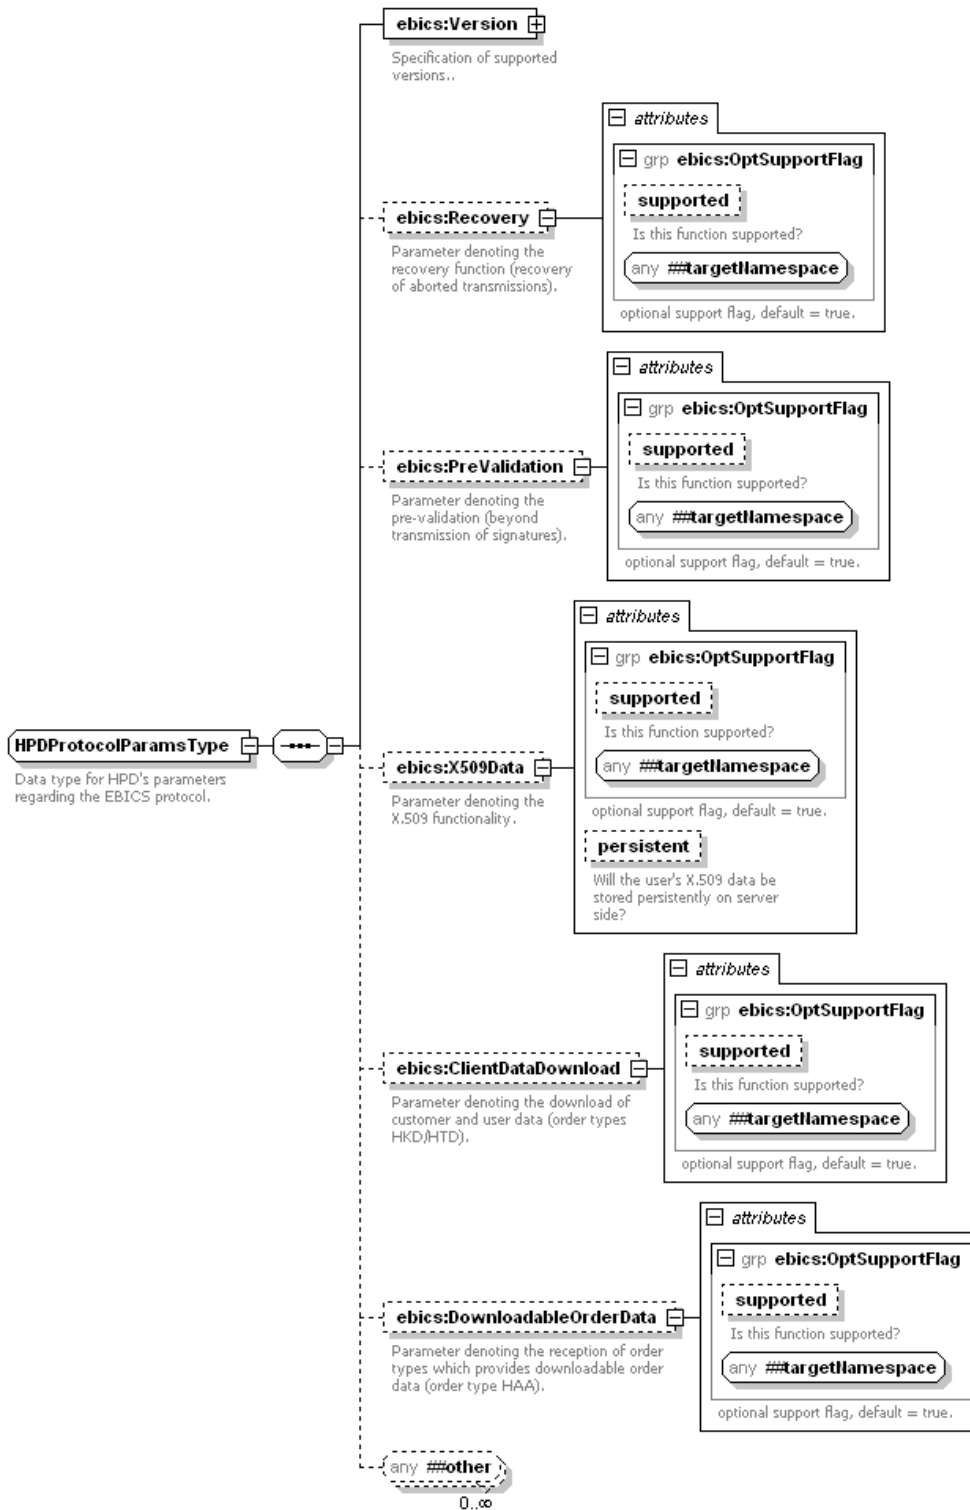 ebics:Version
Specification of supported
versions..
attributes
grp ebics:OptSupportFlag
supported
Is this function supported?
any ##targetNamespace
optional support flag, default = true.
ebics:Recovery
Parameter denoting the
recovery function (recovery
of aborted transmissions).
attributes
grp ebics:OptSupportFlag
supported
Is this function supported?
any ##targetNamespace
optional support flag, default = true.
ebics:PreValidation
Parameter denoting the
pre-validation (beyond
transmission of signatures).
attributes
grp ebics:OptSupportFlag
supported
Is this function supported?
any ##targetNamespace
optional support flag, default = true.
persistent
Will the user's X.509 data be
stored persistently on server
side?
HPDProtocolParamsType
Data type for HPD's parameters
regarding the EBICS protocol.
ebics:X509Data
Parameter denoting the
X.509 functionality.
attributes
grp ebics:OptSupportFlag
supported
Is this function supported?
any ##targetNamespace
optional support flag, default = true.
ebics:ClientDataDownload
Parameter denoting the download of
customer and user data (order types
HKD/HTD).
attributes
grp ebics:OptSupportFlag
supported
Is this function supported?
any ##targetNamespace
optional support flag, default = true.
ebics:DownloadableOrderData
Parameter denoting the reception of order
types which provides downloadable order
data (order type HAA).
any ##other
0..∞